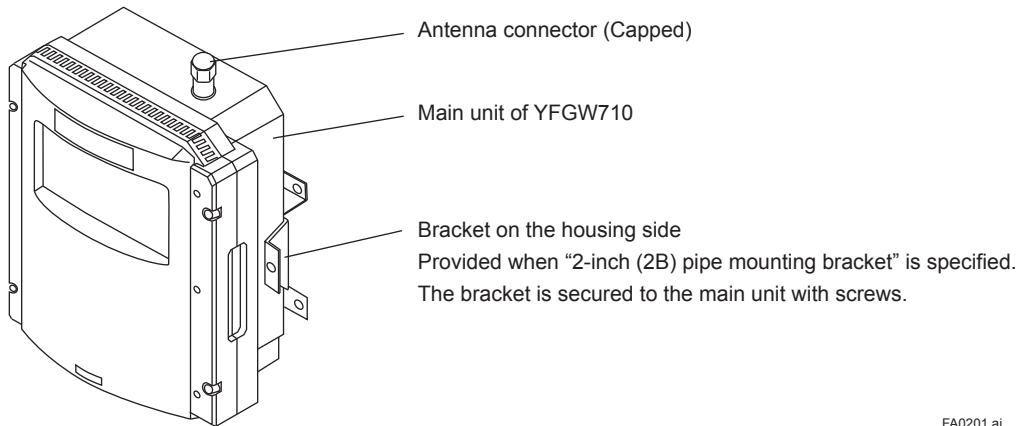 Antenna connector (Capped)
Main unit of YFGW710
Bracket on the housing side
Provided when “2-inch (2B) pipe mounting bracket” is specified.
The bracket is secured to the main unit with screws.
FA0201.ai